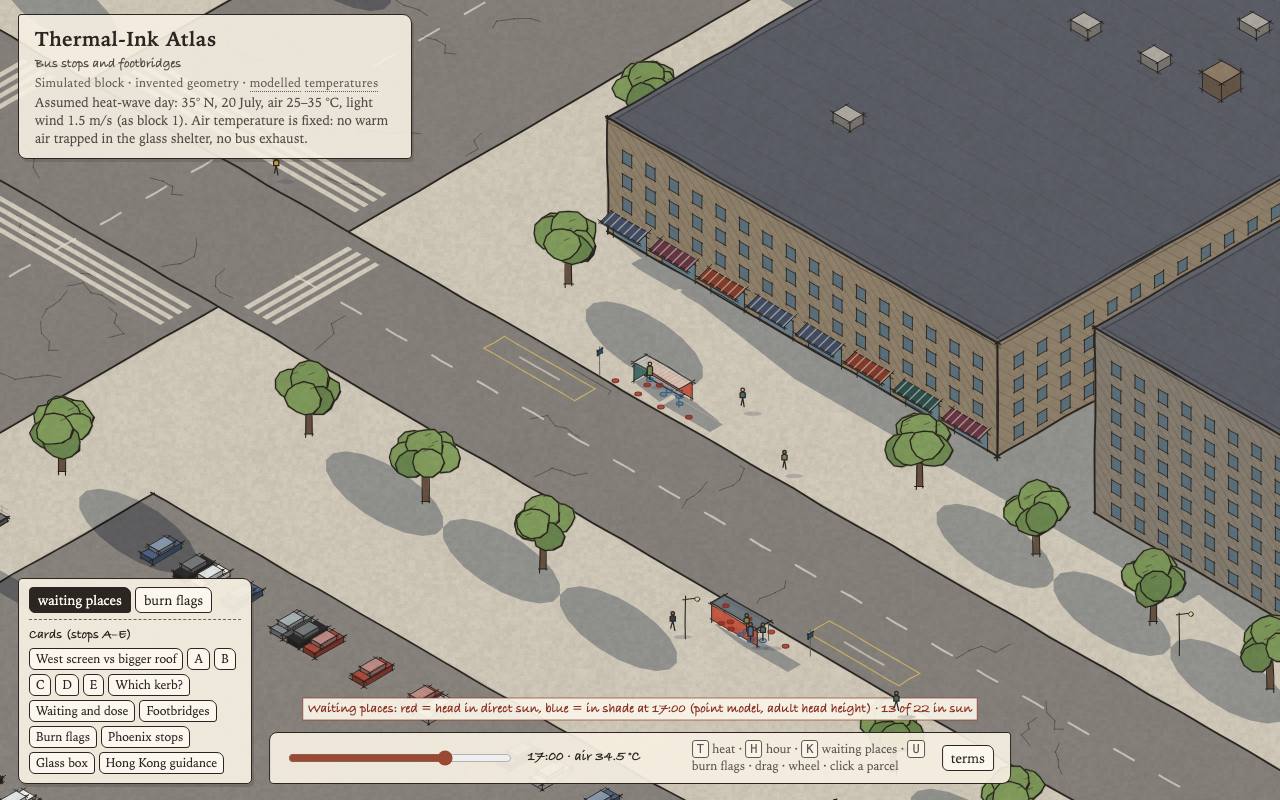 Thermal-Ink Atlas
Bus stops and footbridges
Simulated block · invented geometry · modelled temperatures
Assumed heat-wave day: 35° N, 20 July, air 25–35 °C, light
wind 1.5 m/s (as block 1). Air temperature is fixed: no warm
air trapped in the glass shelter, no bus exhaust.
waiting places burn flags
Cards (stops A–E)
West screen vs bigger roof A B
C D E Which kerb?
Waiting and dose Footbridges
Burn flags Phoenix stops
Glass box Hong Kong guidance
Waiting places: red = head in direct sun, blue = in shade at 17:00 (point model, adult head height) · 13 of 22 in sun
17:00 · air 34.5 °C
T heat · H hour · K waiting places · U
burn flags · drag · wheel · click a parcel
terms